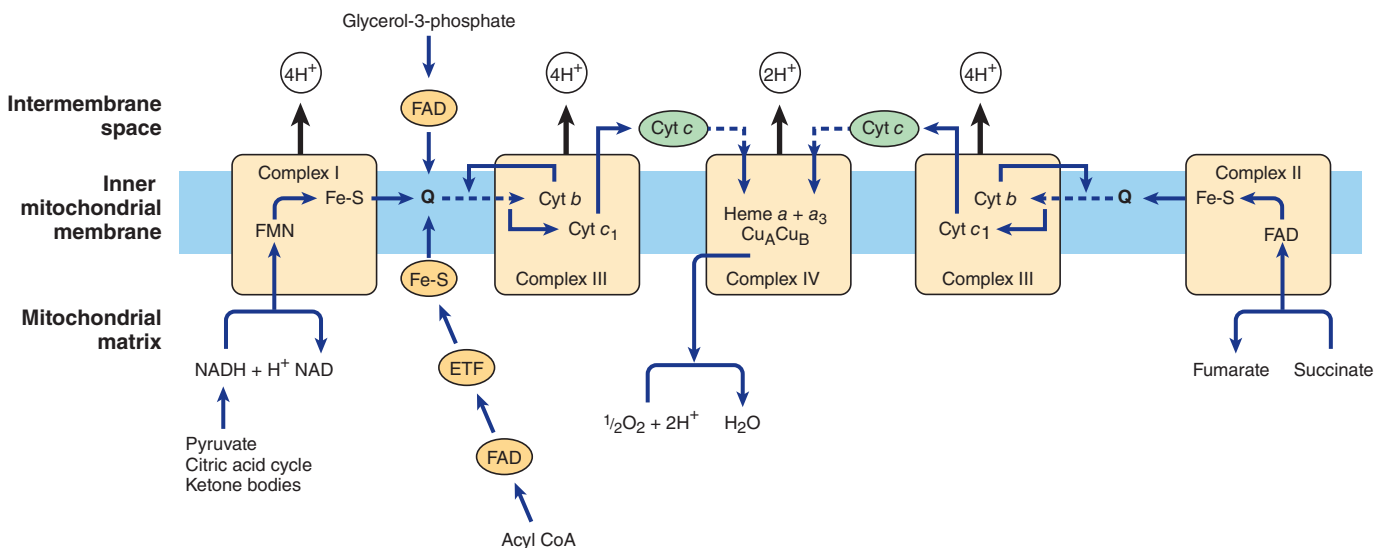 Glycerol-3-phosphate
4H⁺
4H⁺
2H⁺
4H⁺
Intermembrane
space
FAD
Cyt c
Cyt c
Complex I
Complex II
Inner
mitochondrial
membrane
Fe-S
Q
Cyt b
Cyt b
Q
Fe-S
FMN
Cyt c₁
Heme a + a₃
CuACuB
Cyt c₁
FAD
Fe-S
Complex III
Complex IV
Complex III
Mitochondrial
matrix
NADH + H⁺ NAD
ETF
Fumarate
Succinate
Pyruvate
Citric acid cycle
Ketone bodies
½O₂ + 2H⁺
H₂O
FAD
Acyl CoA